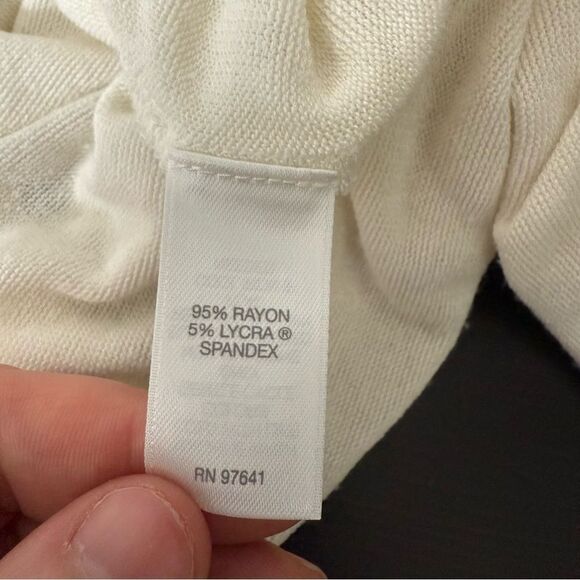 95% RAYON
5% LYCRA ®
SPANDEX
RN 97641